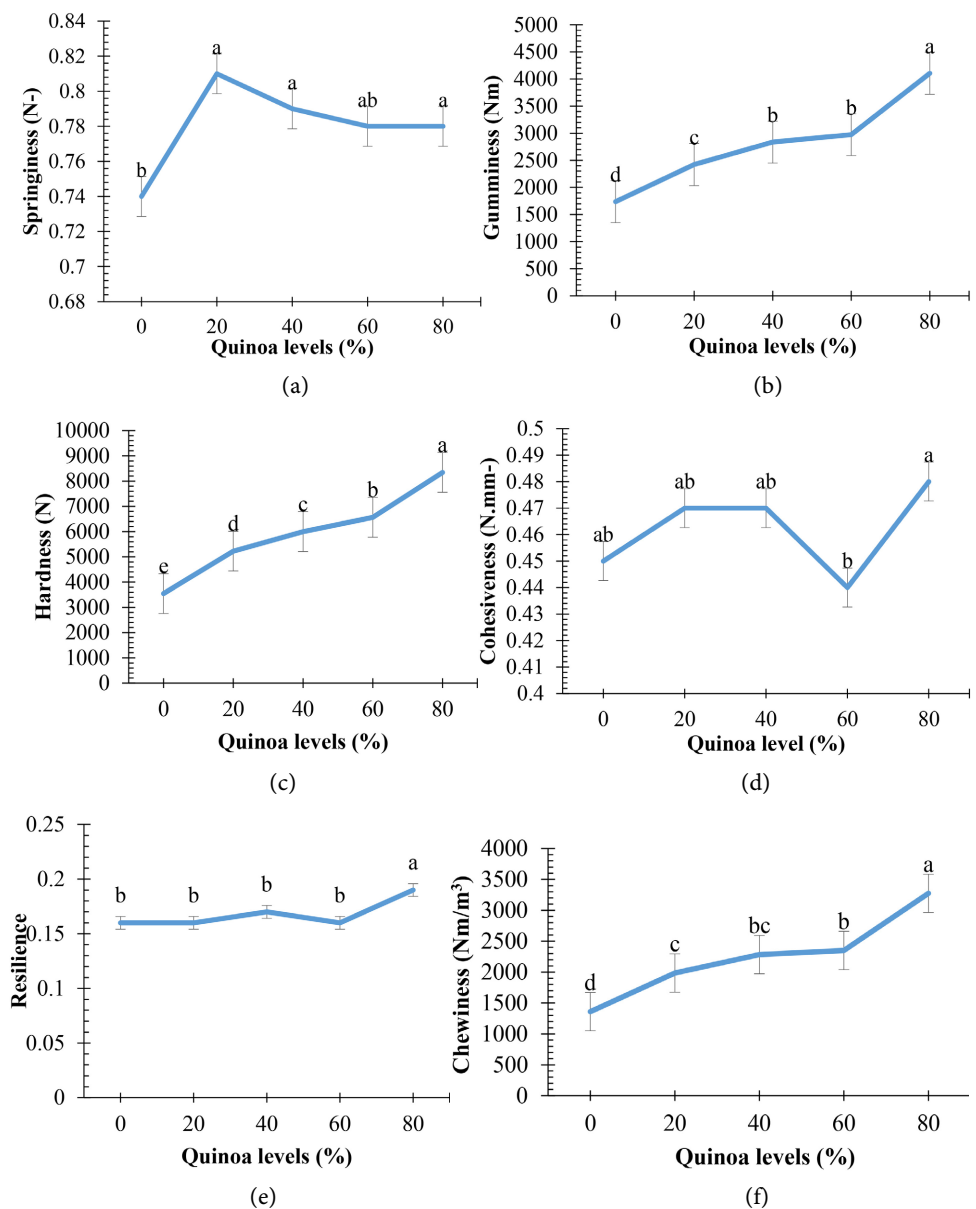 Springiness (N-)
0.84
0.82
0.8
0.78
0.76
0.74
0.72
0.7
0.68
b
a
a
ab
a
0 20 40 60 80
Quinoa levels (%)
(a)
Gumminess (Nm)
5000
4500
4000
3500
3000
2500
2000
1500
1000
500
0
d
c
b
b
a
0 20 40 60 80
Quinoa levels (%)
(b)
Hardness (N)
10000
9000
8000
7000
6000
5000
4000
3000
2000
1000
0
e
d
c
b
a
0 20 40 60 80
Quinoa levels (%)
(c)
Cohesiveness (N.mm-)
0.5
0.49
0.48
0.47
0.46
0.45
0.44
0.43
0.42
0.41
0.4
ab
ab
ab
b
a
0 20 40 60 80
Quinoa level (%)
(d)
Resilience
0.25
0.2
0.15
0.1
0.05
0
b
b
b
b
a
0 20 40 60 80
Quinoa levels (%)
(e)
Chewiness (Nm/m³)
4000
3500
3000
2500
2000
1500
1000
500
0
d
c
bc
b
a
0 20 40 60 80
Quinoa levels (%)
(f)